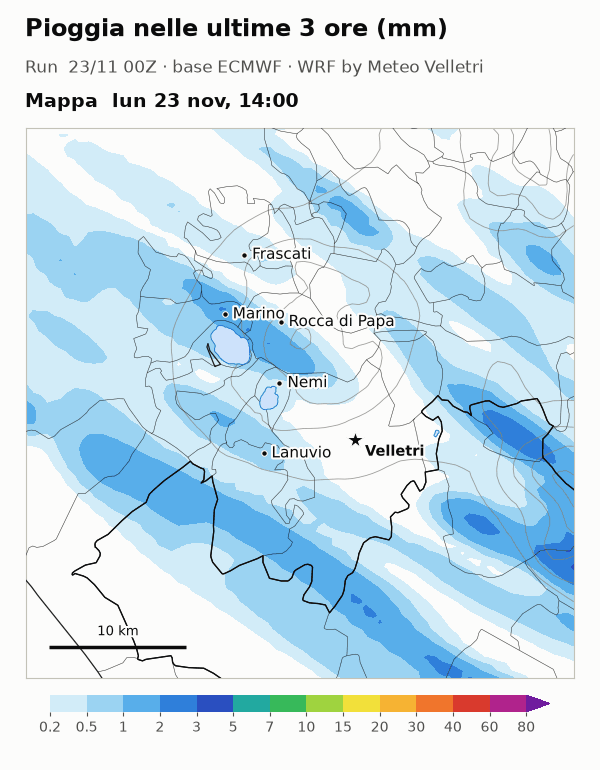 Pioggia nelle ultime 3 ore (mm)
Run  23/11 00Z · base ECMWF · WRF by Meteo Velletri
Mappa  lun 23 nov, 14:00
Frascati
Marino
Rocca di Papa
Nemi
Velletri
Lanuvio
10 km
0.2 0.5 1 2 3 5 7 10 15 20 30 40 60 80